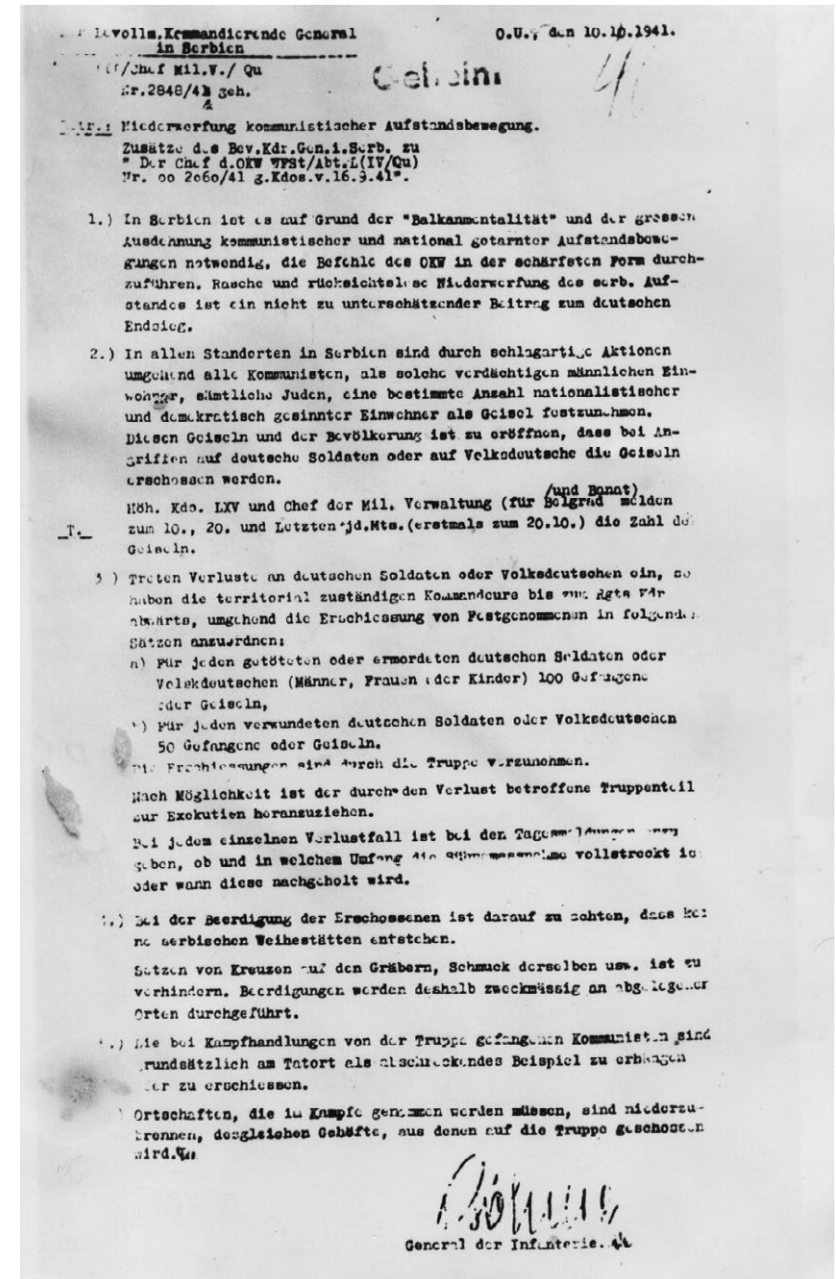 Bevollm.Kommandierende General O.U., den 10.10.1941.
in Serbien
/Chef Mil.V./ Qu Geheim
Nr.2848/41 geh.
Betr.: Niederwerfung kommunistischer Aufstandsbewegung.
Zusätze des Bev.Kdr.Gen.i.Serb. zu
" Der Chef d.OKW WFSt/Abt.L(IV/Qu)
Nr. oo 2o6o/41 g.Kdos.v.16.9.41".
1.) In Serbien ist es auf Grund der "Balkanmentalität" und der grossen
Ausdehnung kommunistischer und national getarnter Aufstandsbewe-
gungen notwendig, die Befehle des OKW in der schärfsten Form durch-
zuführen. Rasche und rücksichtslose Niederwerfung des serb. Auf-
standes ist ein nicht zu unterschätzender Beitrag zum deutschen
Endsieg.
2.) In allen Standorten in Serbien sind durch schlagartige Aktionen
umgehend alle Kommunisten, als solche verdächtigen männlichen Ein-
wohner, sämtliche Juden, eine bestimmte Anzahl nationalistischer
und demokratisch gesinnter Einwohner als Geisel festzunehmen.
Diesen Geiseln und der Bevölkerung ist zu eröffnen, dass bei An-
griffen auf deutsche Soldaten oder auf Volksdeutsche die Geiseln
erschossen werden.
/und Banat)
Höh. Kdo. LXV und Chef der Mil. Verwaltung (für Belgrad melden
_T._ zum 10., 20. und Letzten jd.Mts.(erstmals zum 20.10.) die Zahl de
Geiseln.
3 ) Treten Verluste an deutschen Soldaten oder Volksdeutschen ein, so
haben die territorial zuständigen Kommandeure bis zum Rgts Kdr
abwärts, umgehend die Erschiessung von Festgenommenen in folgenden
Sätzen anzuordnen:
a) Für jeden getöteten oder ermordeten deutschen Soldaten oder
Volskdeutschen (Männer, Frauen oder Kinder) 100 Gefangene
oder Geiseln,
) Für jeden verwundeten deutschen Soldaten oder Volksdeutschen
50 Gefangene oder Geiseln.
Die Erschiessungen sind durch die Truppe vorzunehmen.
Nach Möglichkeit ist der durch den Verlust betroffene Truppenteil
zur Exekution heranzuziehen.
Bei jedem einzelnen Verlustfall ist bei den Tagesmeldungen anzu
geben, ob und in welchem Umfang die Sühnemassnahme vollstreckt is
oder wann diese nachgeholt wird.
.) Bei der Beerdigung der Erschossenen ist darauf zu achten, dass kei
ne serbischen Weihestätten entstehen.
Setzen von Kreuzen auf den Gräbern, Schmuck derselben usw. ist zu
verhindern. Beerdigungen werden deshalb zweckmässig an abgelegener
Orten durchgeführt.
.) Die bei Kampfhandlungen von der Truppe gefangenen Kommunisten sind
grundsätzlich am Tatort als abschreckendes Beispiel zu erhängen
oder zu erschiessen.
) Ortschaften, die im Kampfe genommen werden müssen, sind niederzu-
brennen, desgleichen Gehöfte, aus denen auf die Truppe geschossen
wird.
General der Infanterie.